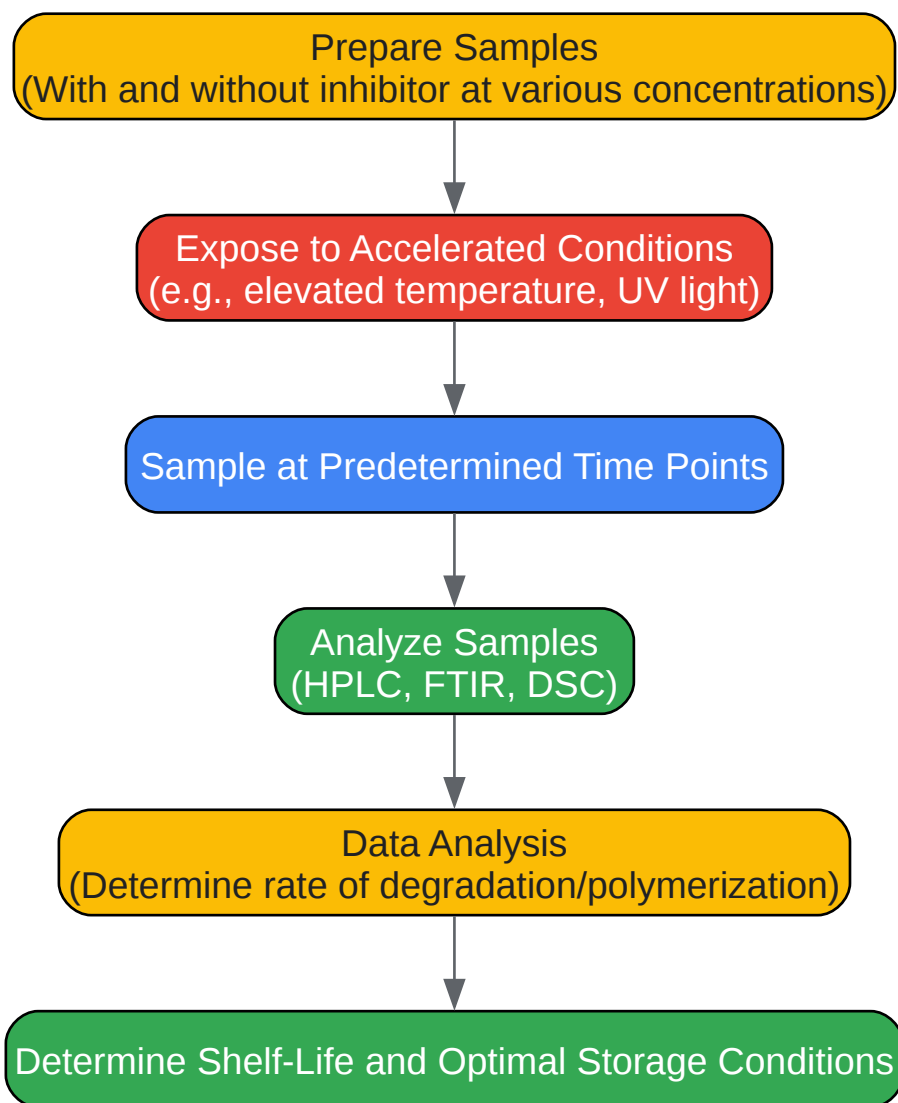 Prepare Samples
(With and without inhibitor at various concentrations)
Expose to Accelerated Conditions
(e.g., elevated temperature, UV light)
Sample at Predetermined Time Points
Analyze Samples
(HPLC, FTIR, DSC)
Data Analysis
(Determine rate of degradation/polymerization)
Determine Shelf-Life and Optimal Storage Conditions